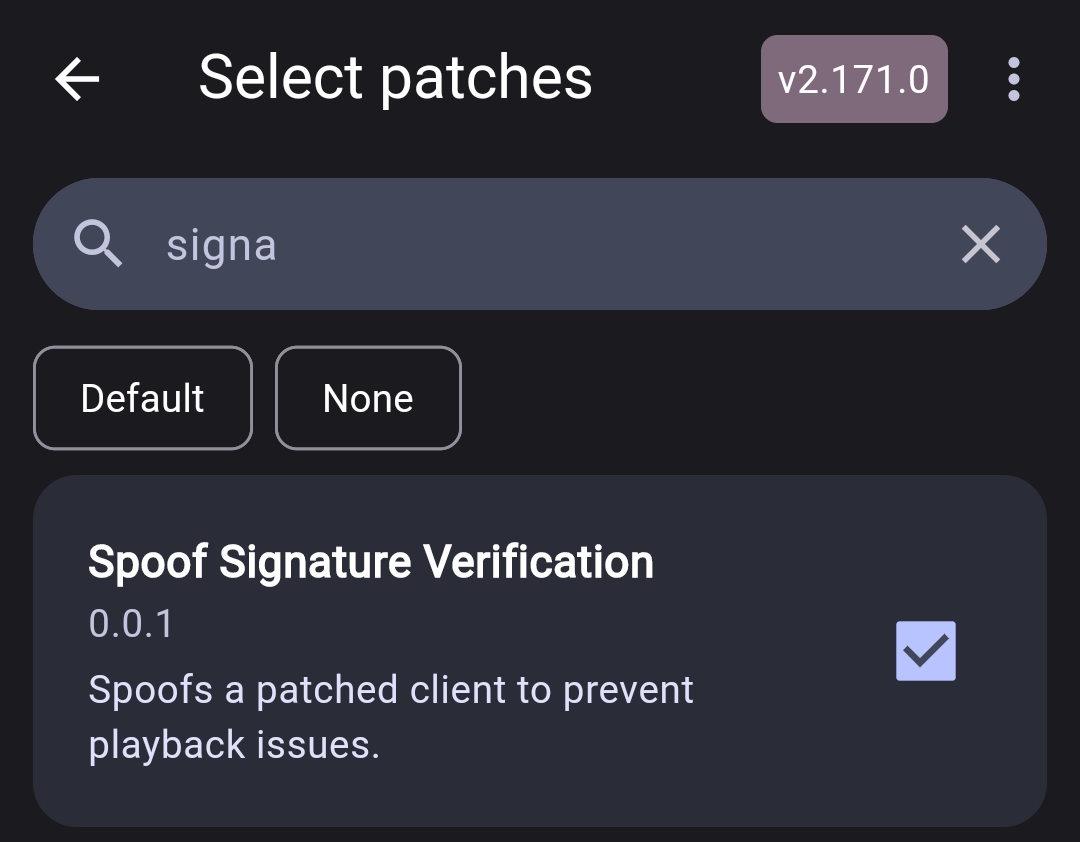 Select patches
v2.171.0
signa
Default
None
Spoof Signature Verification
0.0.1
Spoofs a patched client to prevent
playback issues.